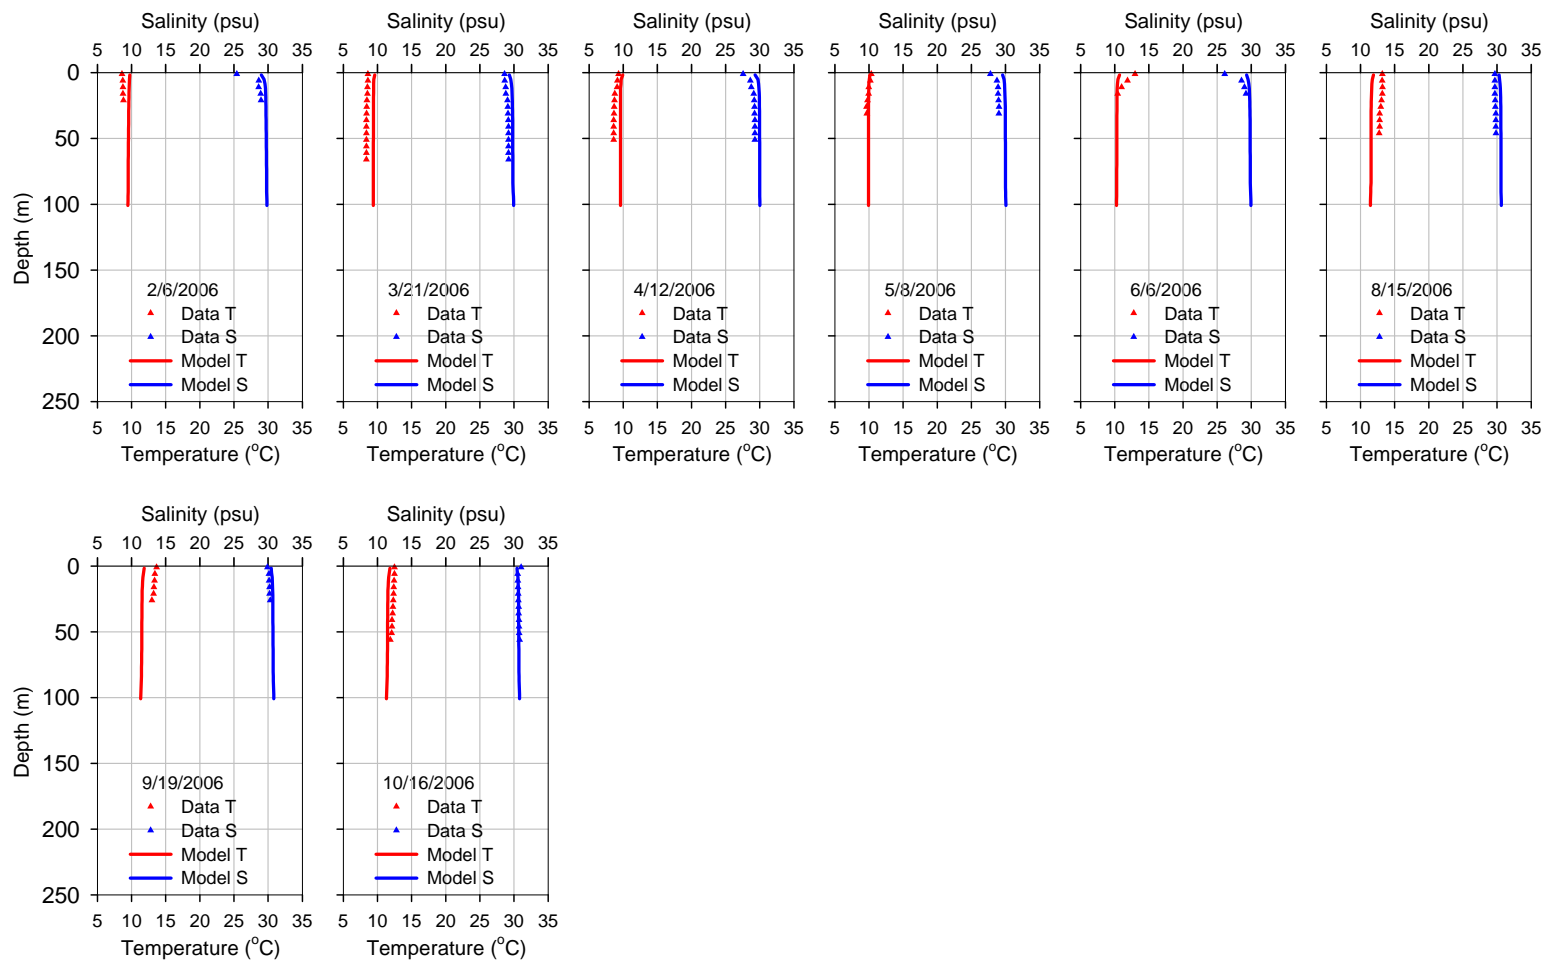 Salinity (psu) Salinity (psu) Salinity (psu) Salinity (psu) Salinity (psu) Salinity (psu)
5 10 15 20 25 30 35 5 10 15 20 25 30 35 5 10 15 20 25 30 35 5 10 15 20 25 30 35 5 10 15 20 25 30 35 5 10 15 20 25 30 35
0
50
100
150
200
250
Depth (m)
2/6/2006 3/21/2006 4/12/2006 5/8/2006 6/6/2006 8/15/2006
Data T Data T Data T Data T Data T Data T
Data S Data S Data S Data S Data S Data S
Model T Model T Model T Model T Model T Model T
Model S Model S Model S Model S Model S Model S
5 10 15 20 25 30 35 5 10 15 20 25 30 35 5 10 15 20 25 30 35 5 10 15 20 25 30 35 5 10 15 20 25 30 35 5 10 15 20 25 30 35
Temperature (°C) Temperature (°C) Temperature (°C) Temperature (°C) Temperature (°C) Temperature (°C)
Salinity (psu) Salinity (psu)
5 10 15 20 25 30 35 5 10 15 20 25 30 35
0
50
100
150
200
250
Depth (m)
9/19/2006 10/16/2006
Data T Data T
Data S Data S
Model T Model T
Model S Model S
5 10 15 20 25 30 35 5 10 15 20 25 30 35
Temperature (°C) Temperature (°C)